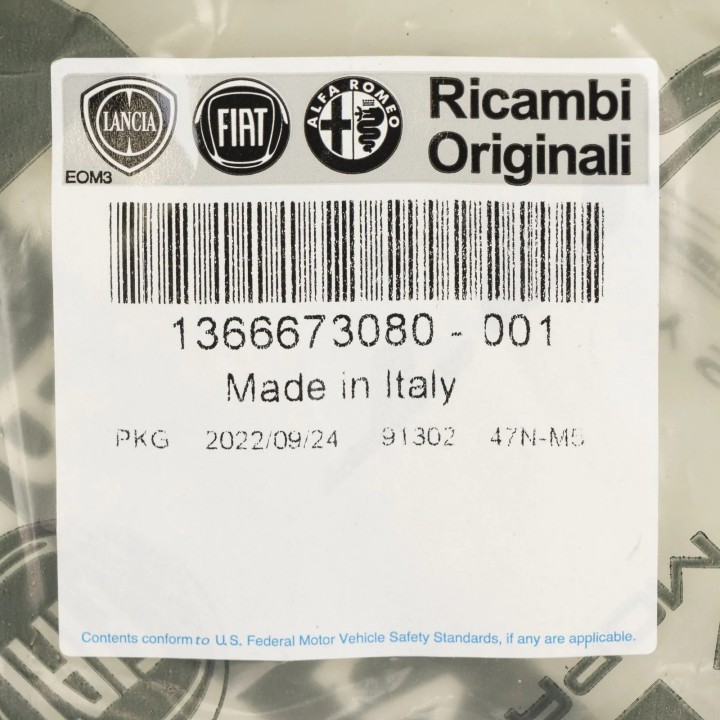 LANCIA FIAT ALFA ROMEO Ricambi
Originali
EOM3
1366673080 - 001
Made in Italy
PKG 2022/09/24 91302 47N-M5
Contents conform to U.S. Federal Motor Vehicle Safety Standards, if any are applicable.